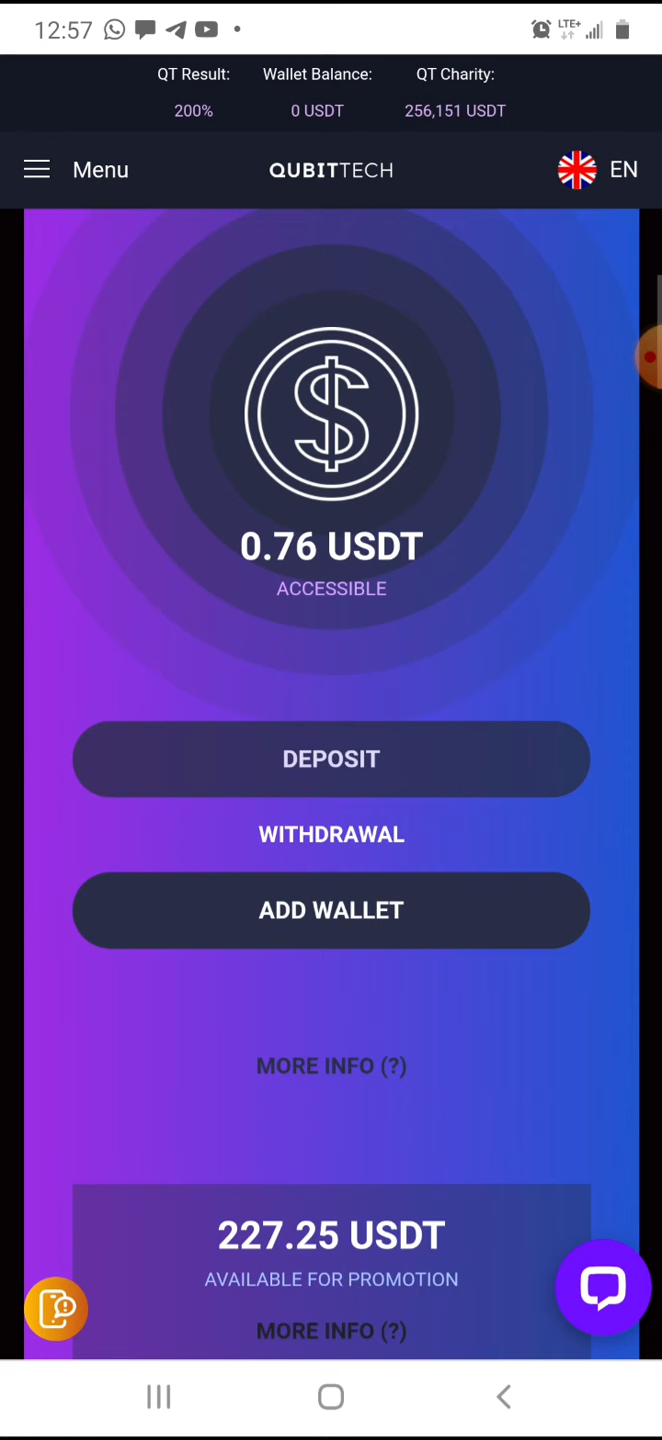 12:57
LTE+
QT Result: Wallet Balance: QT Charity:
200% 0 USDT 256,151 USDT
Menu QUBITTECH EN
0.76 USDT
ACCESSIBLE
DEPOSIT
WITHDRAWAL
ADD WALLET
MORE INFO (?)
227.25 USDT
AVAILABLE FOR PROMOTION
MORE INFO (?)